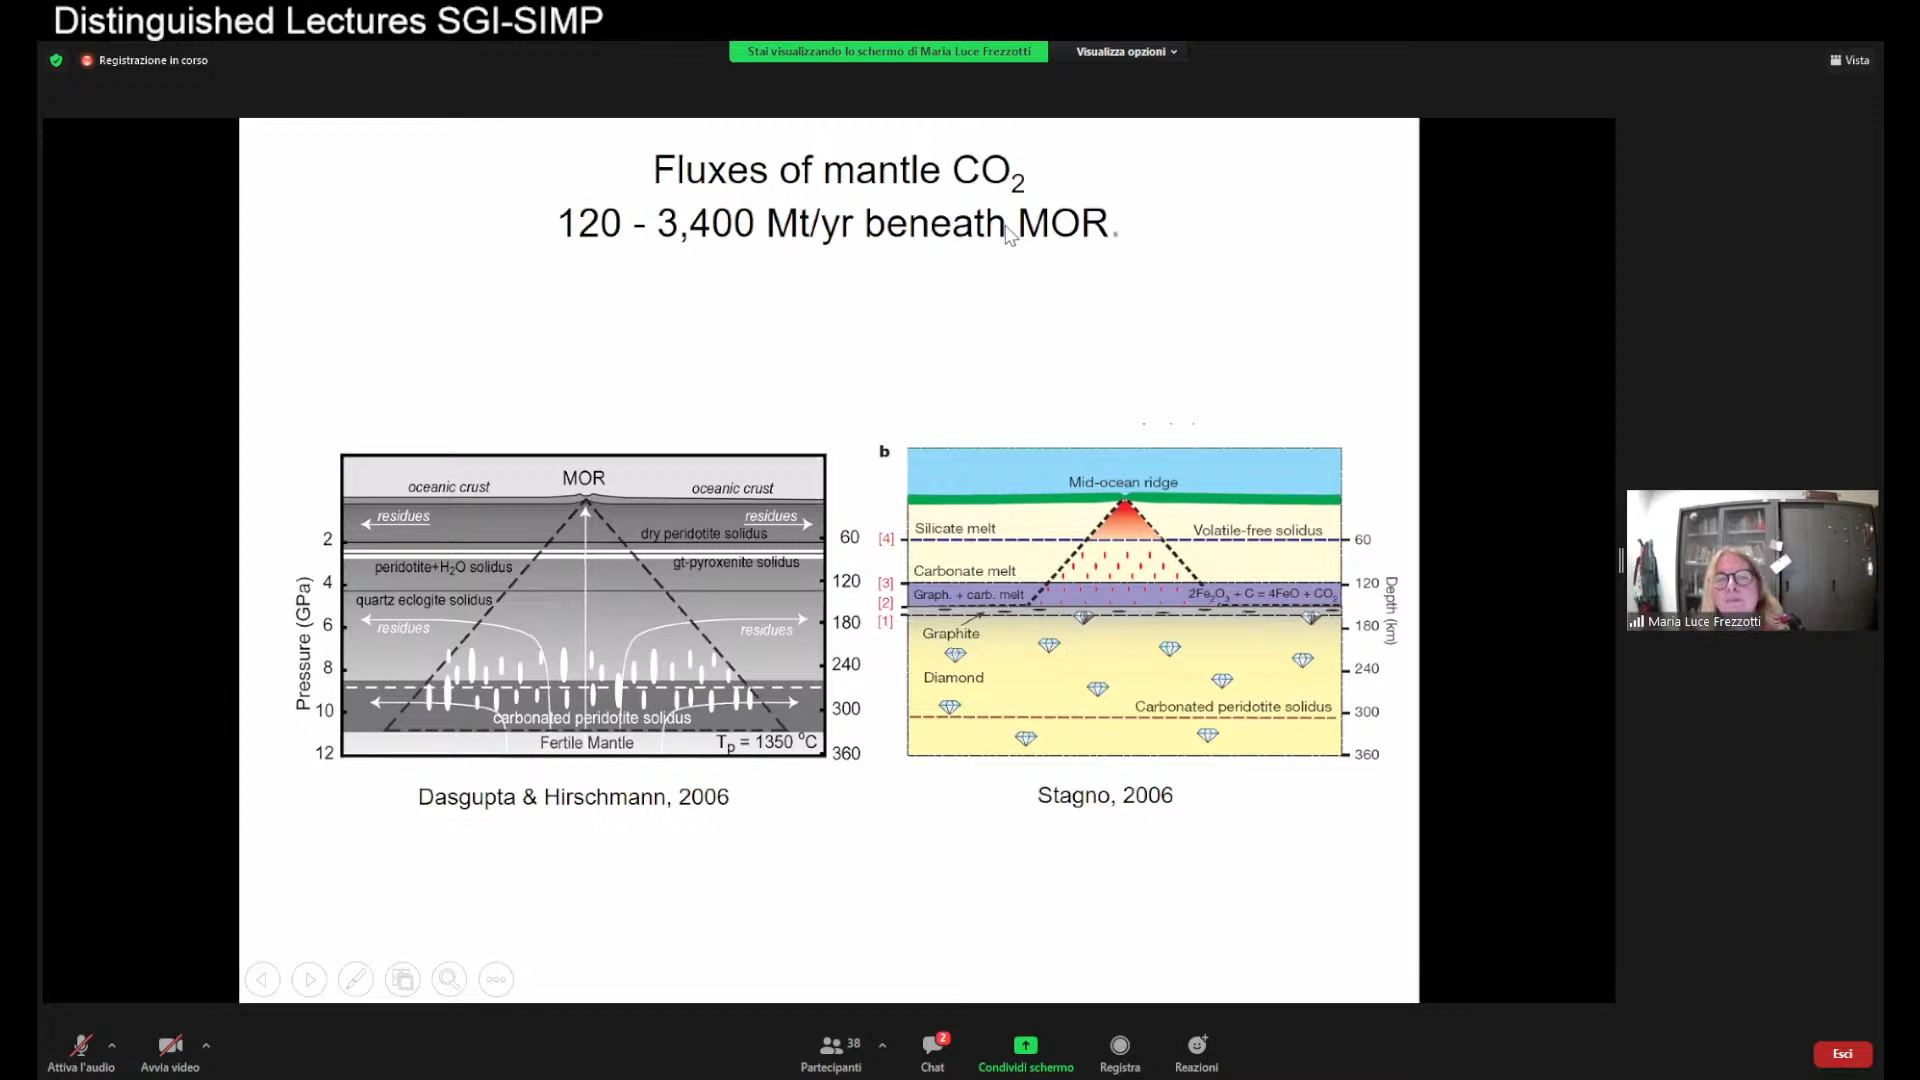 Distinguished Lectures SGI-SIMP
Registrazione in corso
Stai visualizzando lo schermo di Maria Luce Frezzotti
Visualizza opzioni
Vista
Fluxes of mantle CO2
120 - 3,400 Mt/yr beneath MOR.
MOR
oceanic crust
oceanic crust
residues
residues
dry peridotite solidus
peridotite+H2O solidus
gt-pyroxenite solidus
quartz eclogite solidus
residues
residues
carbonated peridotite solidus
Fertile Mantle
Tp = 1350 °C
Pressure (GPa)
2
4
6
8
10
12
60
120
180
240
300
360
Dasgupta & Hirschmann, 2006
b
Mid-ocean ridge
Silicate melt
Volatile-free solidus
Carbonate melt
Graph. + carb. melt
2Fe2O3 + C = 4FeO + CO2
Graphite
Diamond
Carbonated peridotite solidus
[4]
[3]
[2]
[1]
60
120
180
240
300
360
Depth (km)
Stagno, 2006
Maria Luce Frezzotti
Attiva l'audio
Avvia video
38
Partecipanti
2
Chat
Condividi schermo
Registra
Reazioni
Esci